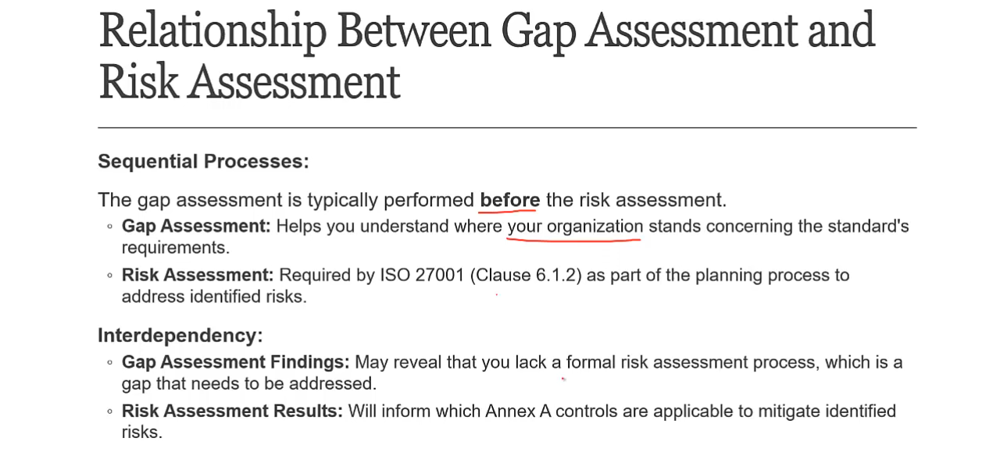 Relationship Between Gap Assessment and
Risk Assessment
Sequential Processes:
The gap assessment is typically performed before the risk assessment.
◦ Gap Assessment: Helps you understand where your organization stands concerning the standard's
requirements.
◦ Risk Assessment: Required by ISO 27001 (Clause 6.1.2) as part of the planning process to
address identified risks.
Interdependency:
◦ Gap Assessment Findings: May reveal that you lack a formal risk assessment process, which is a
gap that needs to be addressed.
◦ Risk Assessment Results: Will inform which Annex A controls are applicable to mitigate identified
risks.